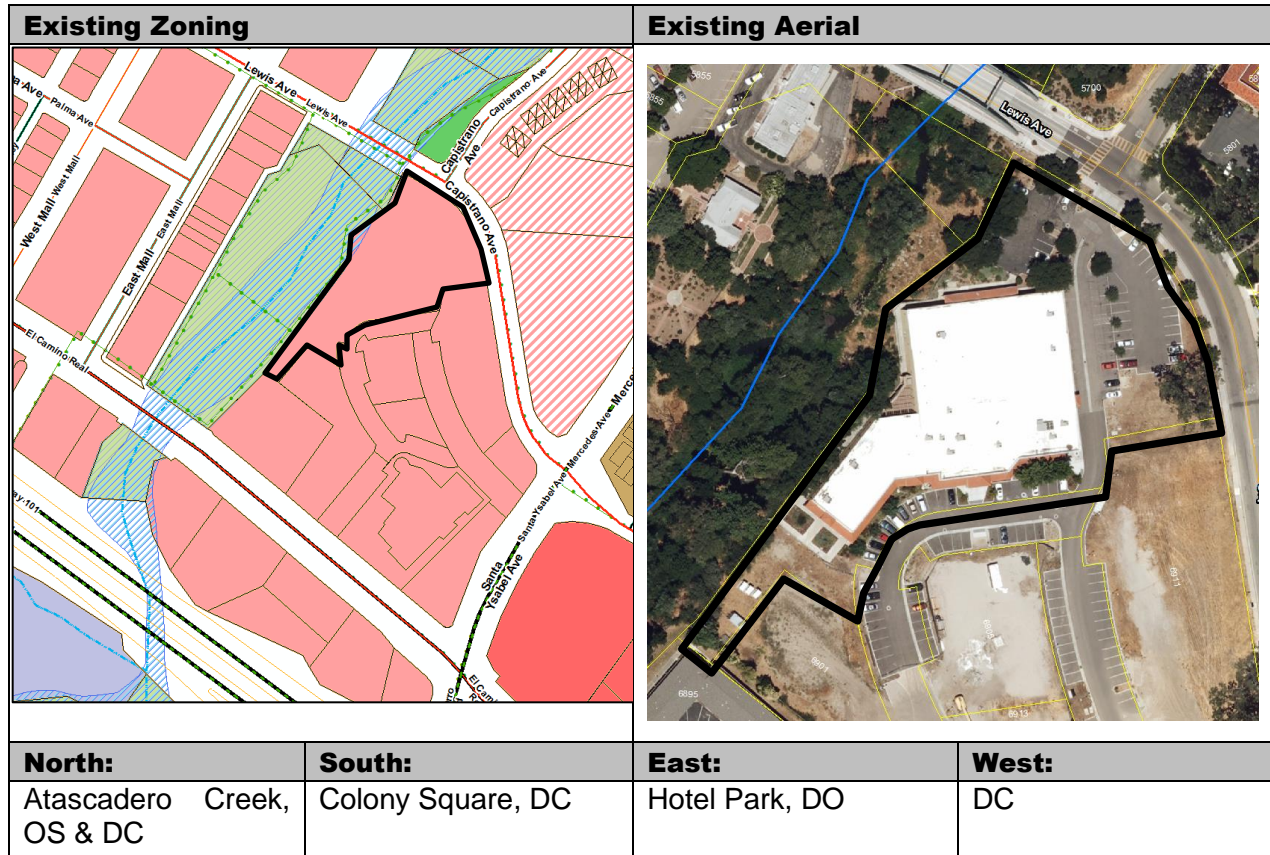 Existing Zoning
Existing Aerial
Lewis Ave
Lewis Ave
Capistrano Ave
Capistrano
Ave
Capistrano Ave
Palma Ave
West Mall
West Mall
East Mall
East Mall
El Camino Real
Santa Ysabel Ave
Mercedes Ave
Santa
Ysabel Ave
Lewis Ave
5855
5855
5700
5801
6901
6911
6913
6895
North:
South:
East:
West:
Atascadero Creek,
OS & DC
Colony Square, DC
Hotel Park, DO
DC